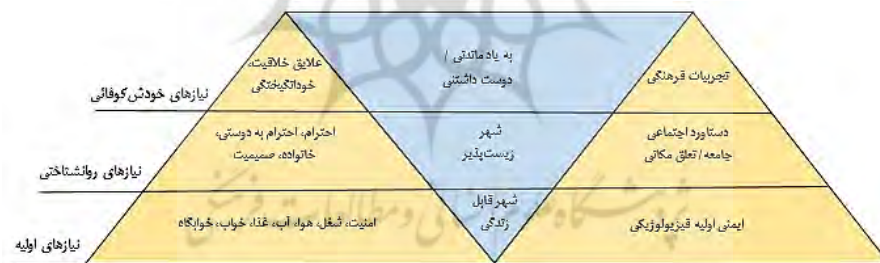 علایق خلاقیت،
خودانگیختگی
به یادماندنی /
دوست داشتنی
تجربیات فرهنگی
نیازهای خودشکوفائی
احترام، احترام به دوستی،
خانواده، صمیمیت
شهر
زیست‌پذیر
دستاورد اجتماعی
جامعه / تعلق مکانی
نیازهای روانشناختی
امنیت، شغل، هوا، آب، غذا، خواب، خوابگاه
شهر قابل
زندگی
ایمنی اولیه فیزیولوژیکی
نیازهای اولیه